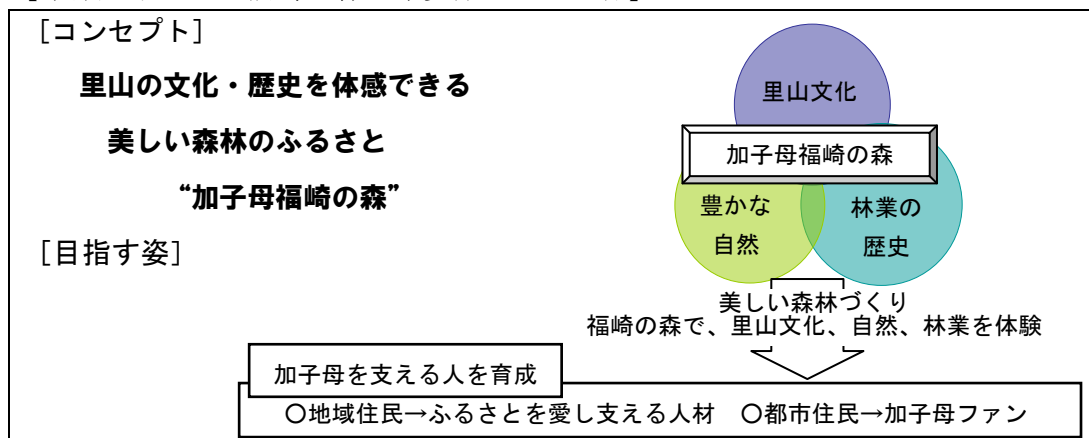 [コンセプト]
里山の文化・歴史を体感できる
美しい森林のふるさと
“加子母福崎の森”
[目指す姿]
里山文化
加子母福崎の森
豊かな
自然
林業の
歴史
美しい森林づくり
福崎の森で、里山文化、自然、林業を体験
加子母を支える人を育成
○地域住民→ふるさとを愛し支える人材 ○都市住民→加子母ファン